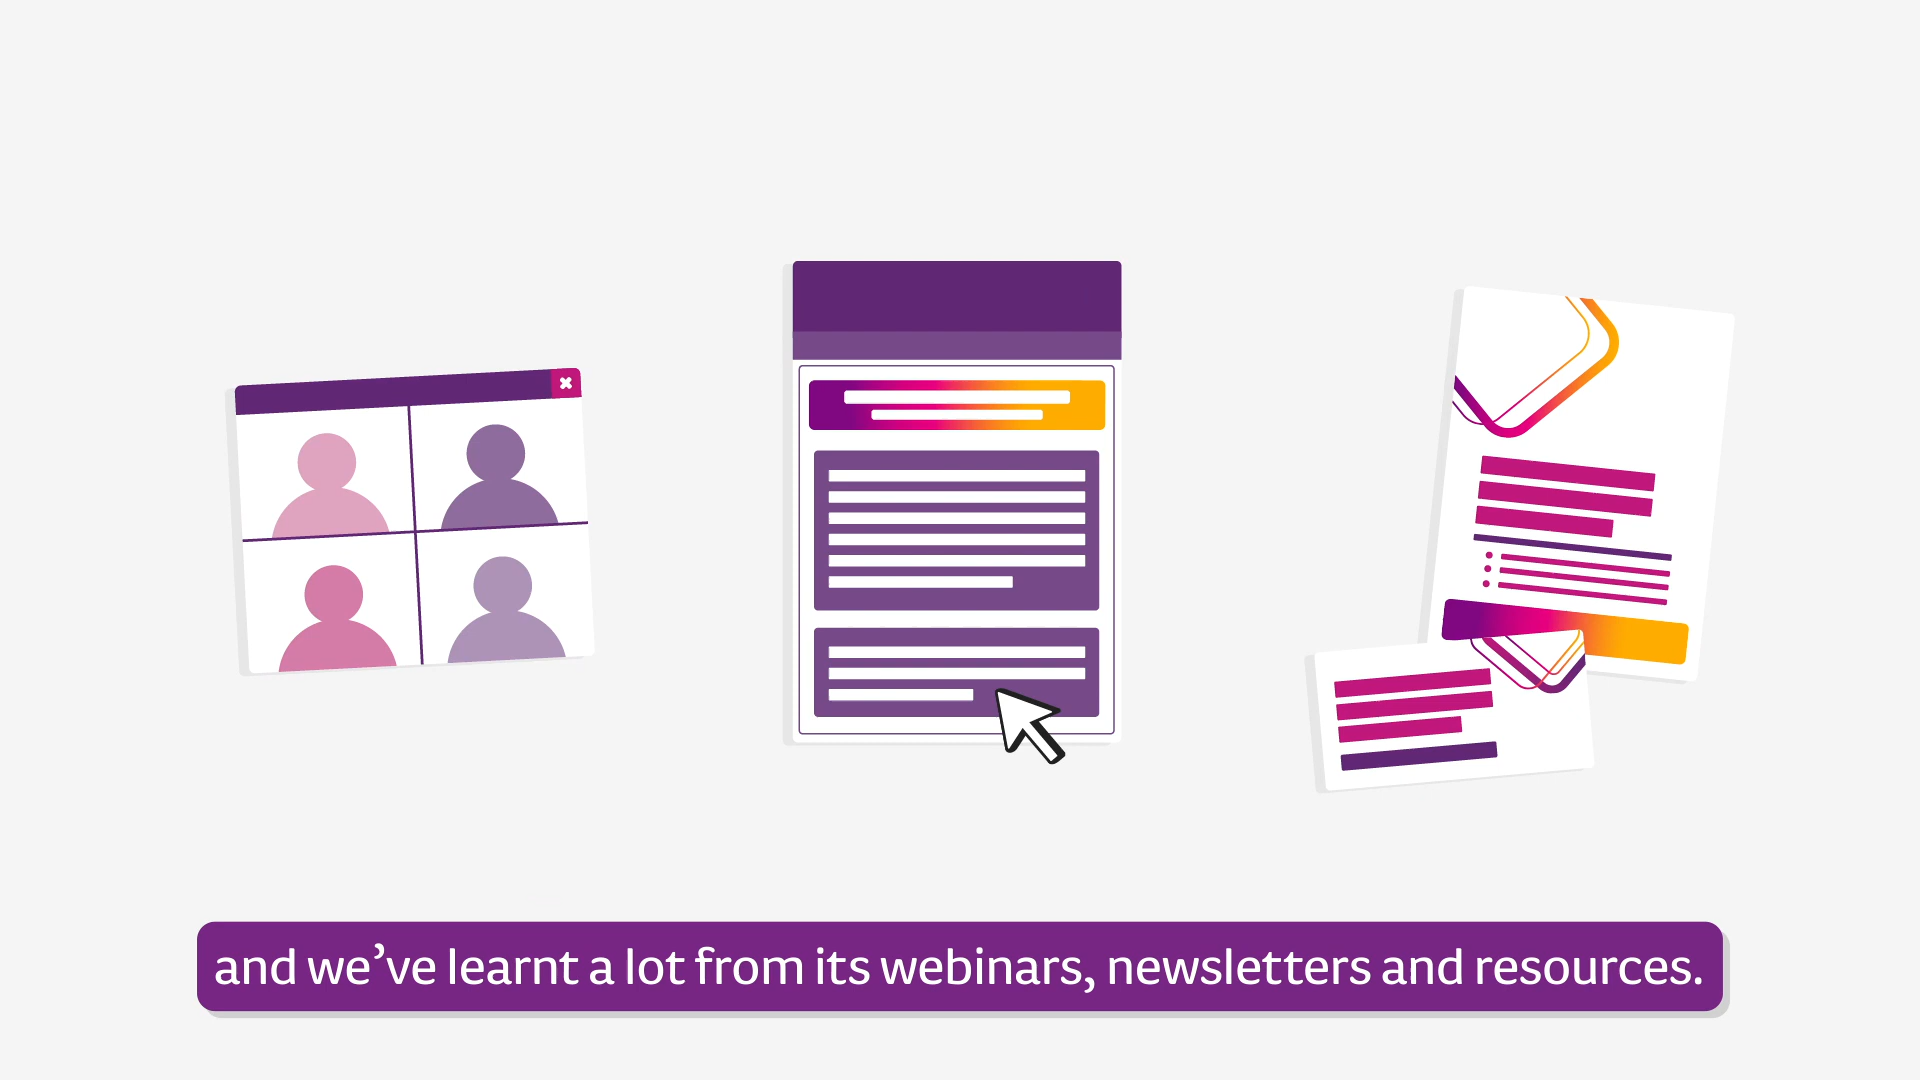 and we’ve learnt a lot from its webinars, newsletters and resources.